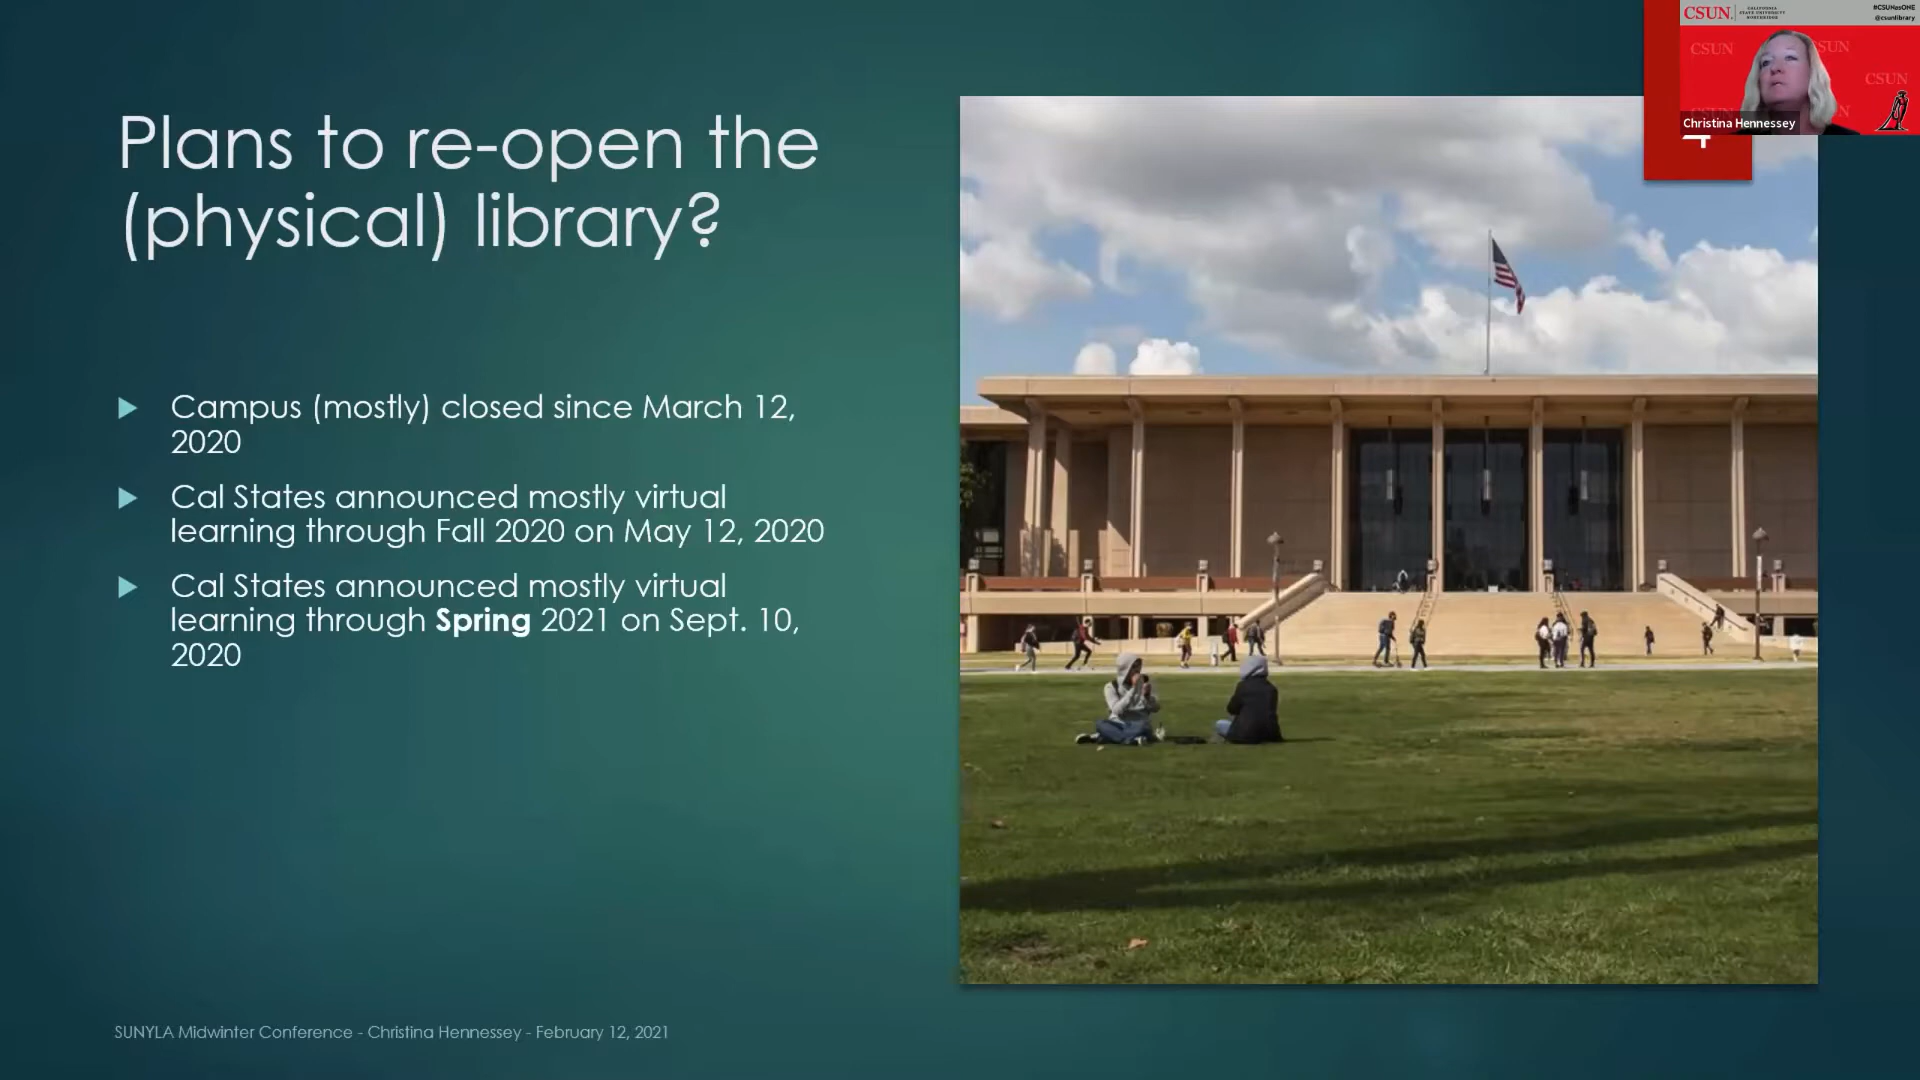 Plans to re-open the
(physical) library?
Campus (mostly) closed since March 12,
2020
Cal States announced mostly virtual
learning through Fall 2020 on May 12, 2020
Cal States announced mostly virtual
learning through Spring 2021 on Sept. 10,
2020
SUNYLA Midwinter Conference - Christina Hennessey - February 12, 2021
4
CSUN
CALIFORNIA
STATE UNIVERSITY
NORTHRIDGE
#CSUNasONE
@csunlibrary
CSUN
CSUN
Christina Hennessey